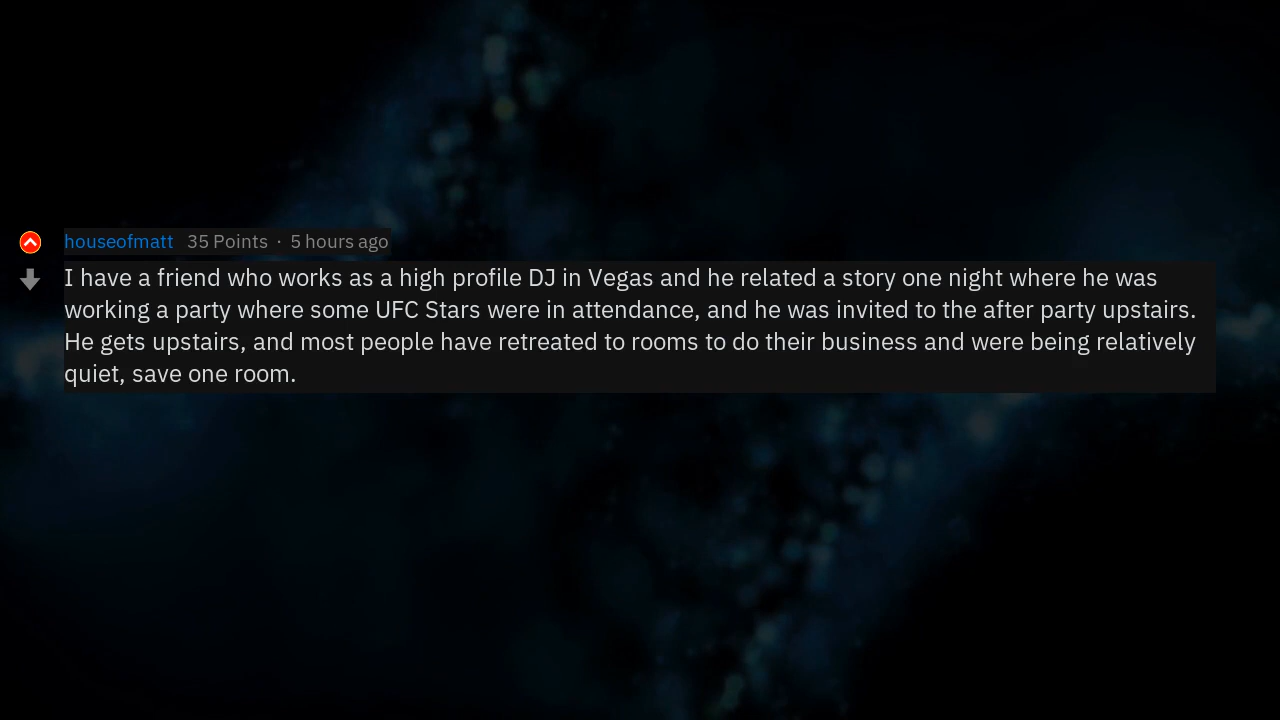 houseofmatt 35 Points · 5 hours ago
I have a friend who works as a high profile DJ in Vegas and he related a story one night where he was
working a party where some UFC Stars were in attendance, and he was invited to the after party upstairs.
He gets upstairs, and most people have retreated to rooms to do their business and were being relatively
quiet, save one room.